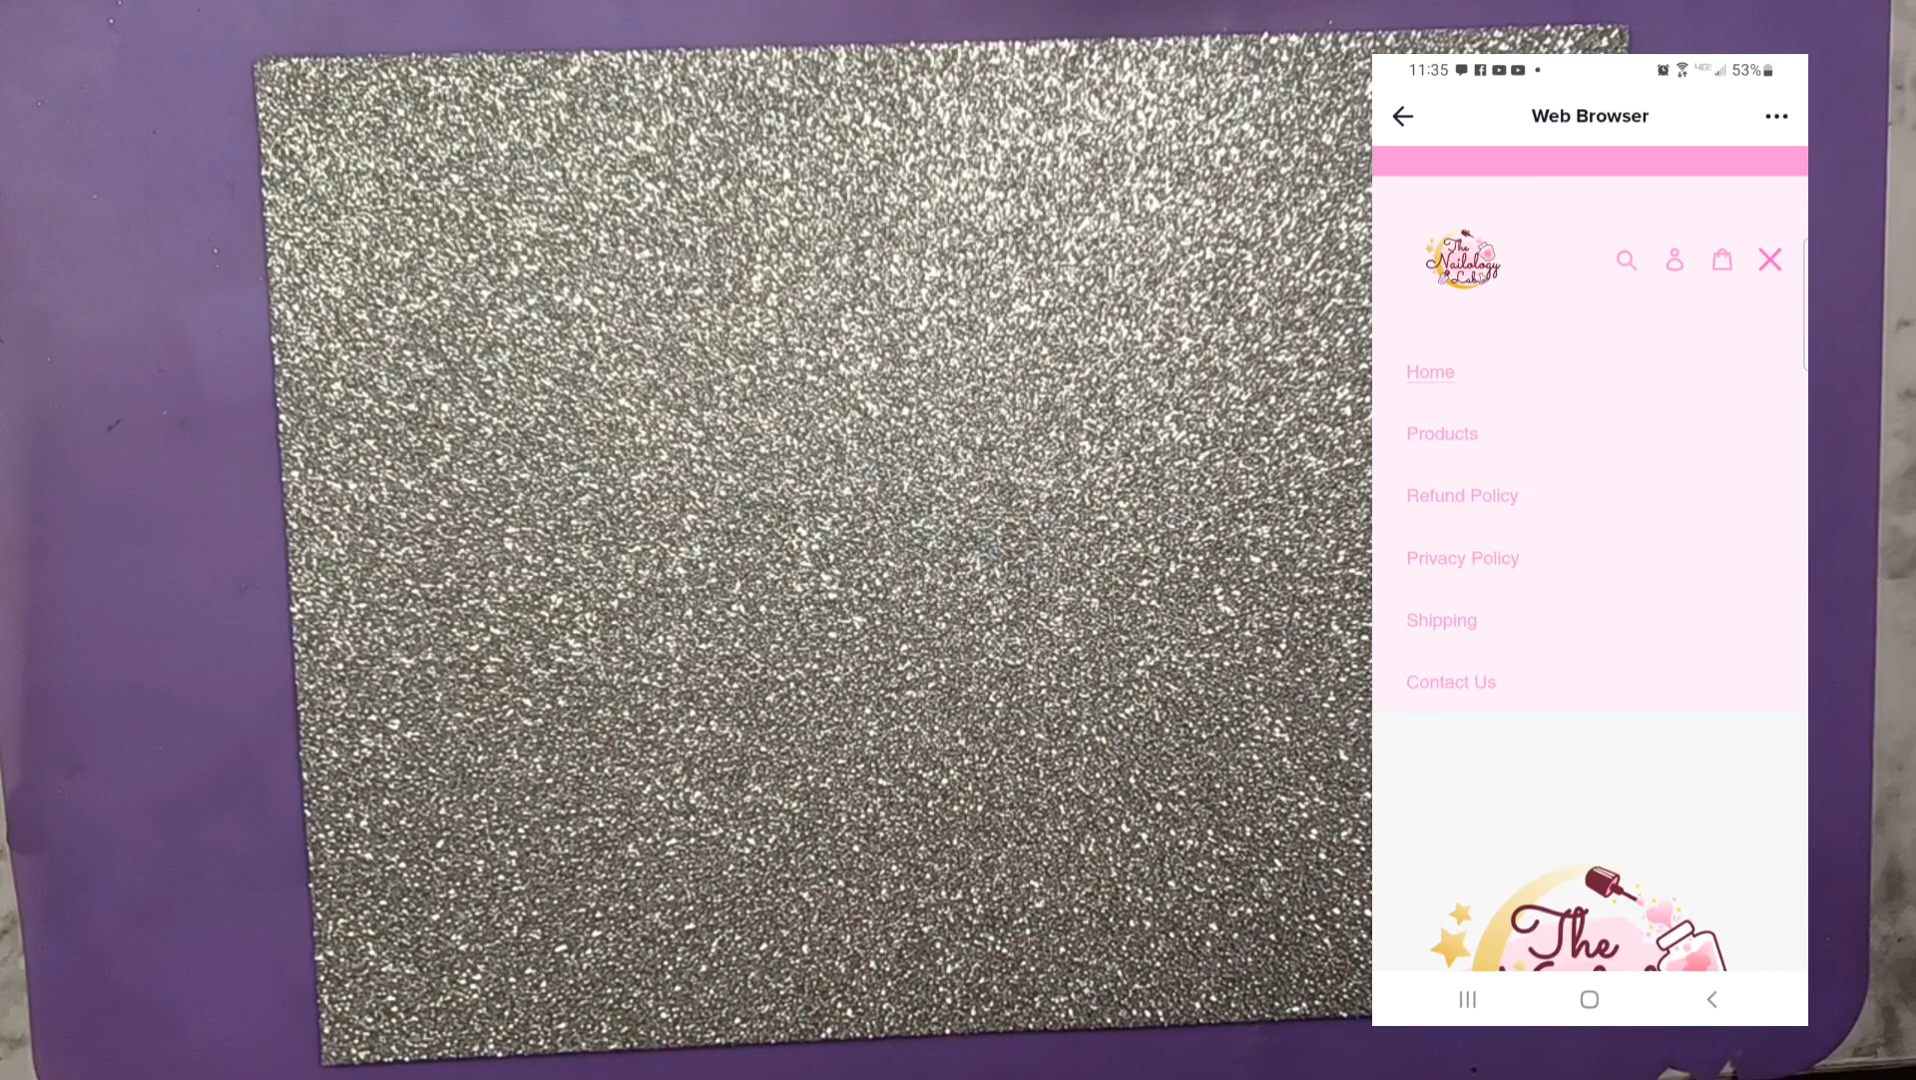 11:35
53%
Web Browser
The
Nailology
Lab
Home
Products
Refund Policy
Privacy Policy
Shipping
Contact Us
The